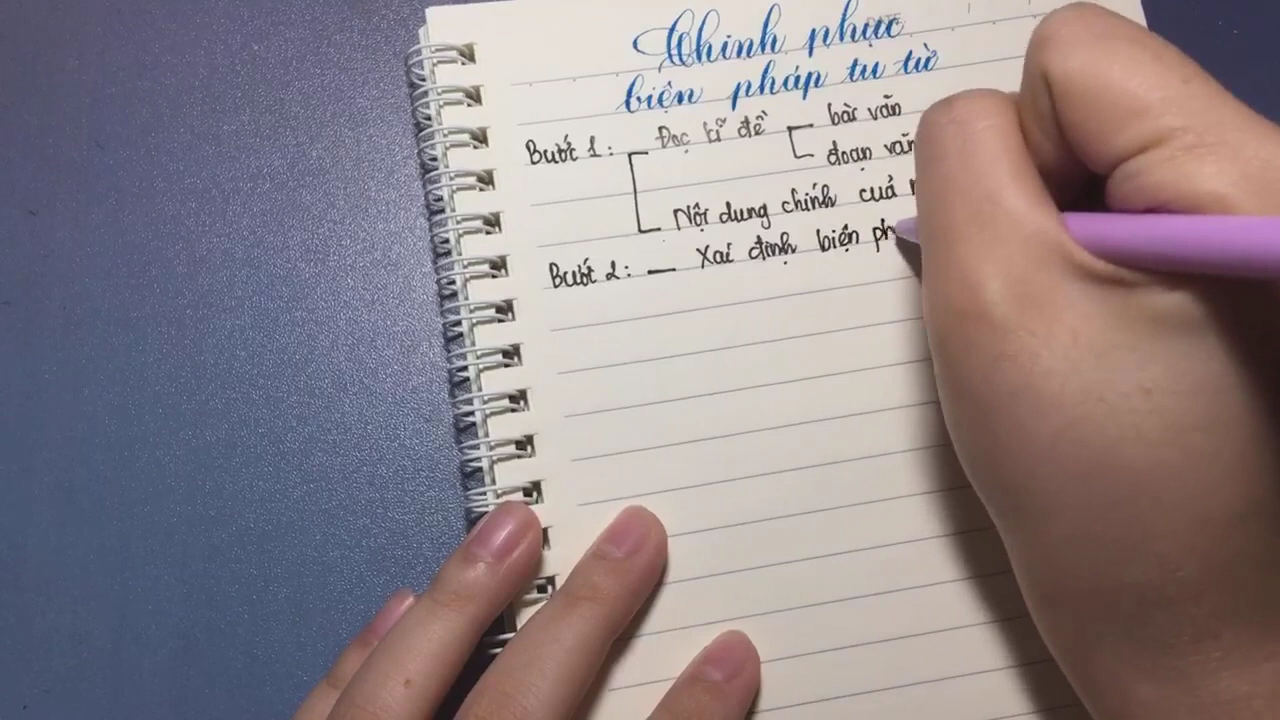 Chinh phục
biện pháp tu từ
Bước 1: Đọc kĩ đề bài văn
đoạn văn
Nội dung chính của
Bước 2: — Xác định biện